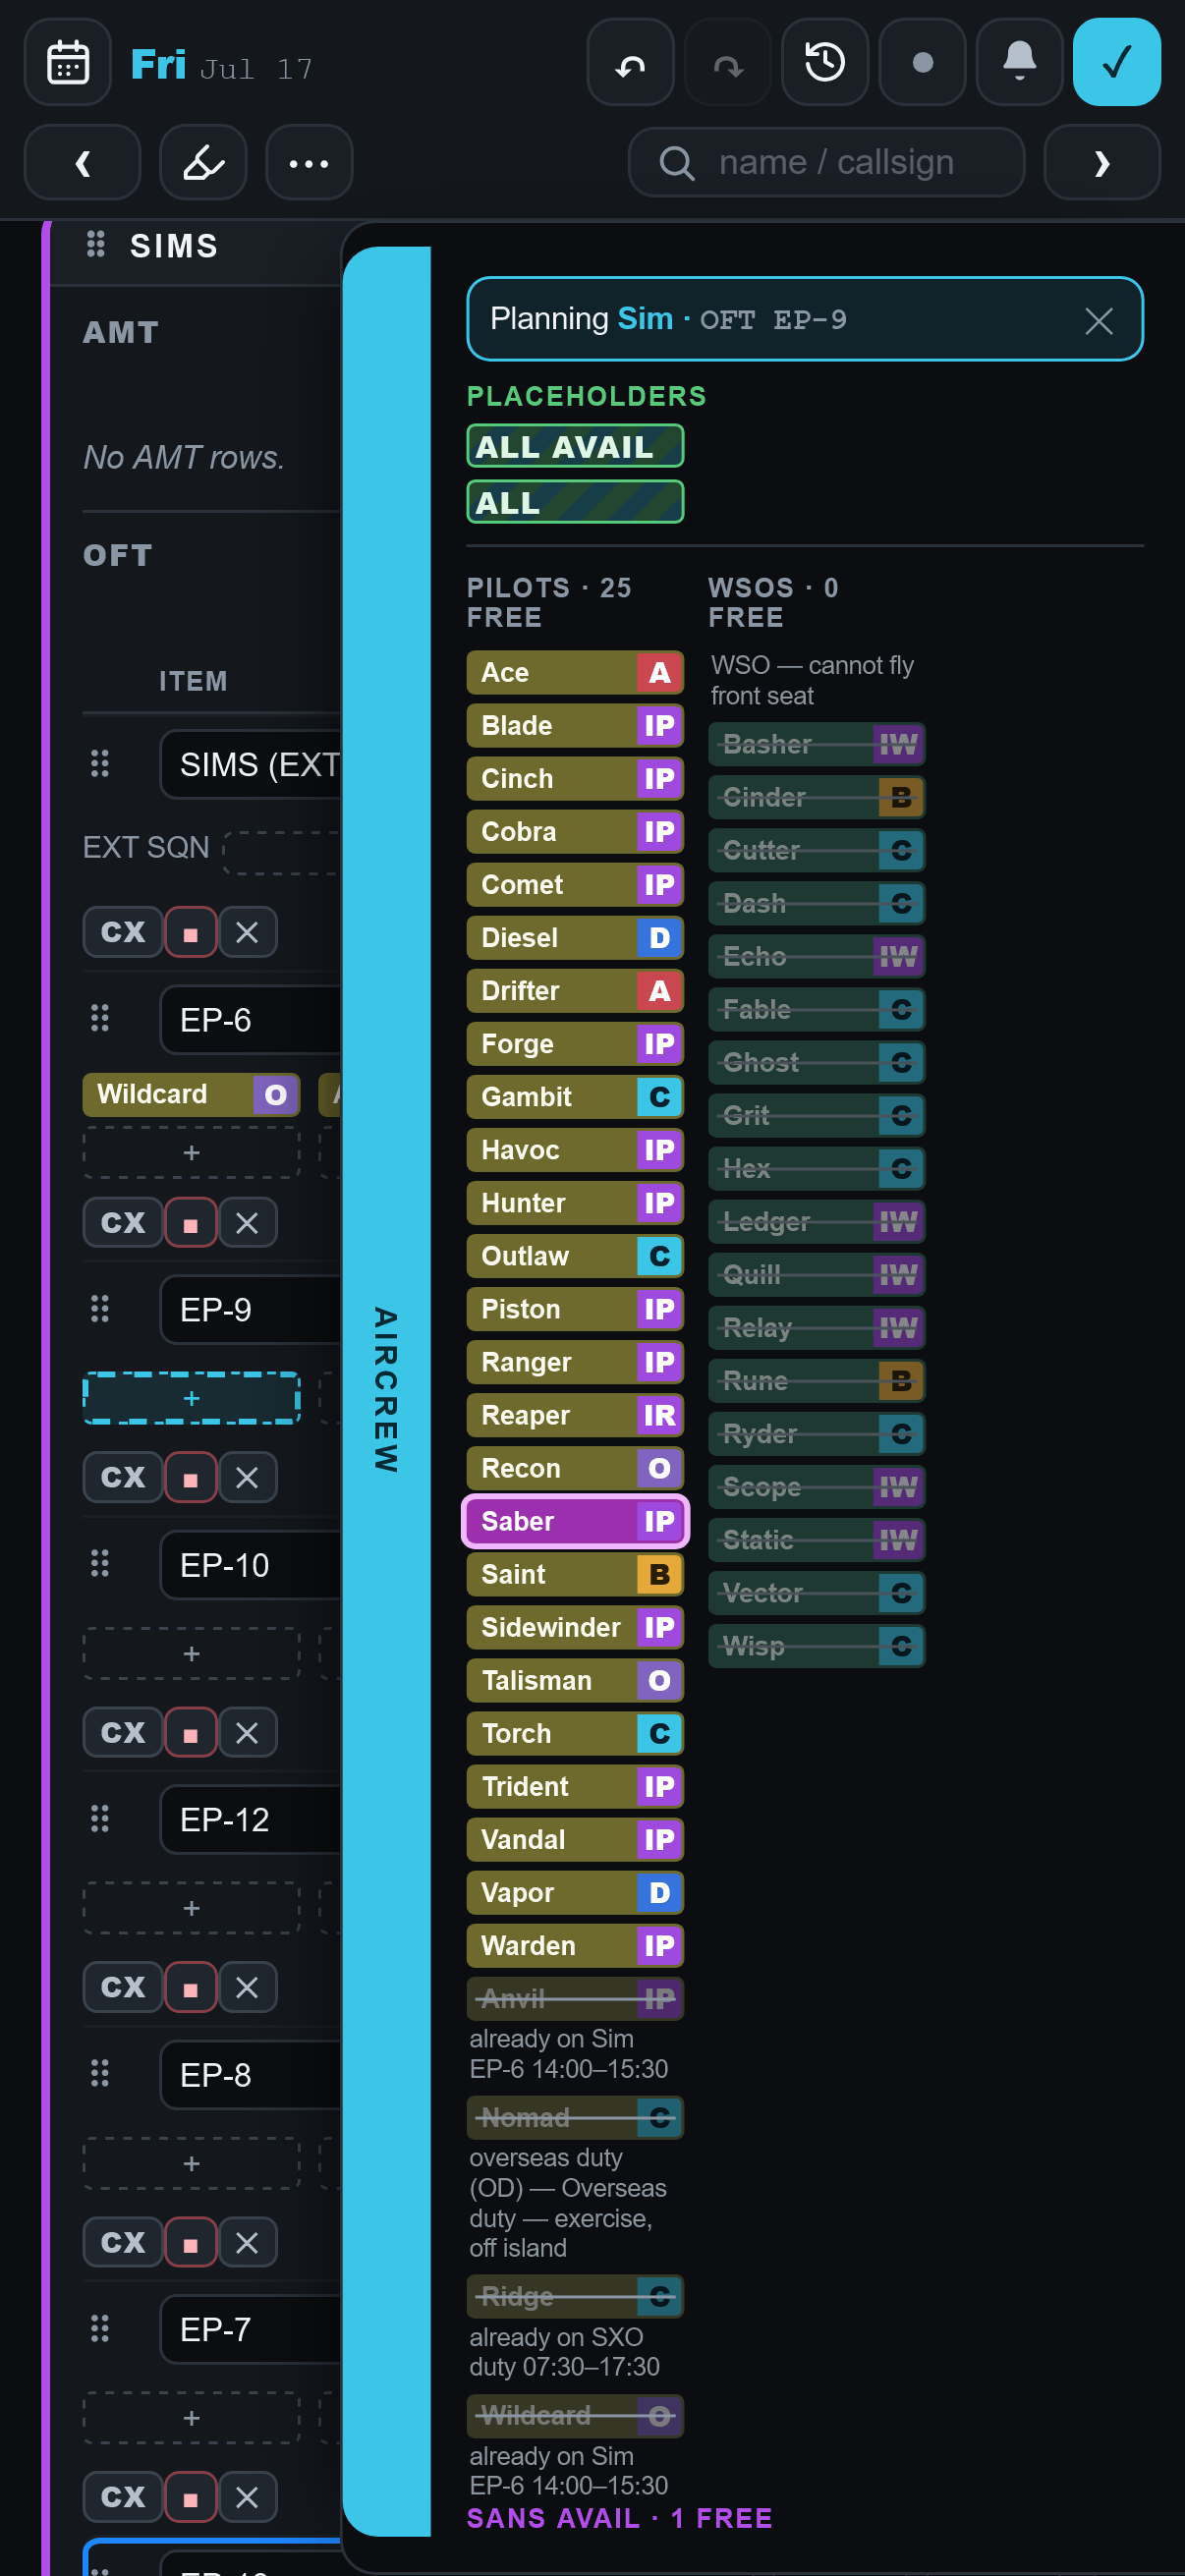 Fri Jul 17
name / callsign
SIMS
AMT
No AMT rows.
OFT
ITEM
SIMS (EXT
EXT SQN
CX
EP-6
Wildcard O
+
CX
EP-9
+
CX
EP-10
+
CX
EP-12
+
CX
EP-8
+
CX
EP-7
+
CX
AIRCREW
Planning Sim · OFT EP-9
PLACEHOLDERS
ALL AVAIL
ALL
PILOTS · 25
FREE
Ace A
Blade IP
Cinch IP
Cobra IP
Comet IP
Diesel D
Drifter A
Forge IP
Gambit C
Havoc IP
Hunter IP
Outlaw C
Piston IP
Ranger IP
Reaper IR
Recon O
Saber IP
Saint B
Sidewinder IP
Talisman O
Torch C
Trident IP
Vandal IP
Vapor D
Warden IP
Anvil IP
already on Sim
EP-6 14:00–15:30
Nomad C
overseas duty
(OD) — Overseas
duty — exercise,
off island
Ridge C
already on SXO
duty 07:30–17:30
Wildcard O
already on Sim
EP-6 14:00–15:30
WSOS · 0
FREE
WSO — cannot fly
front seat
Basher IW
Cinder B
Cutter C
Dash C
Echo IW
Fable C
Ghost C
Grit C
Hex C
Ledger IW
Quill IW
Relay IW
Rune B
Ryder C
Scope IW
Static IW
Vector C
Wisp C
SANS AVAIL · 1 FREE